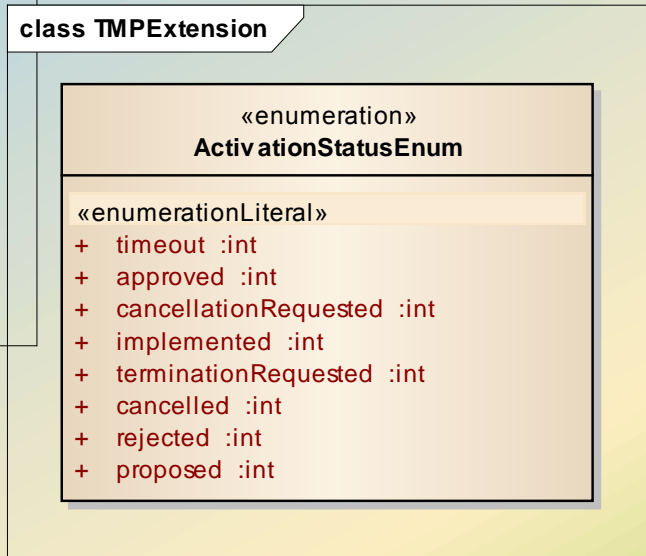 class TMPExtension
«enumeration»
ActivationStatusEnum
«enumerationLiteral»
+ timeout :int
+ approved :int
+ cancellationRequested :int
+ implemented :int
+ terminationRequested :int
+ cancelled :int
+ rejected :int
+ proposed :int